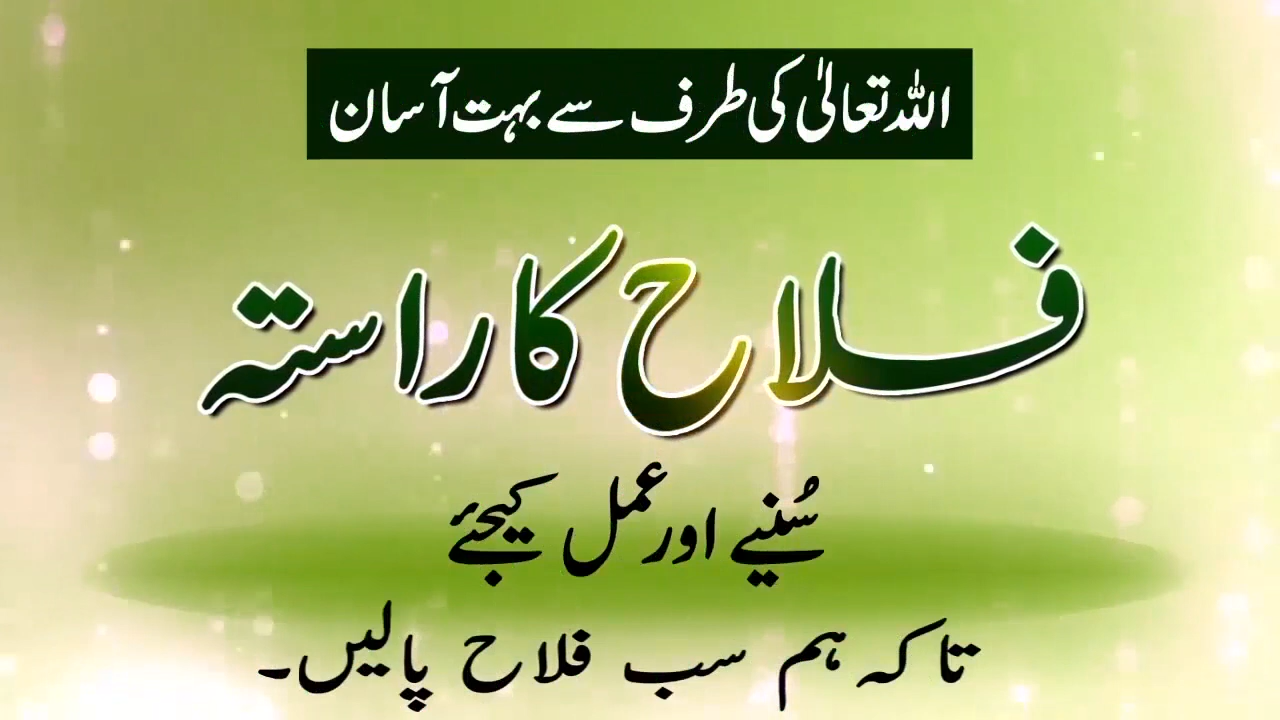 اللہ تعالیٰ کی طرف سے بہت آسان
فلاح کا راستہ
سُنیے اور عمل کیجئے
تاکہ ہم سب فلاح پالیں۔